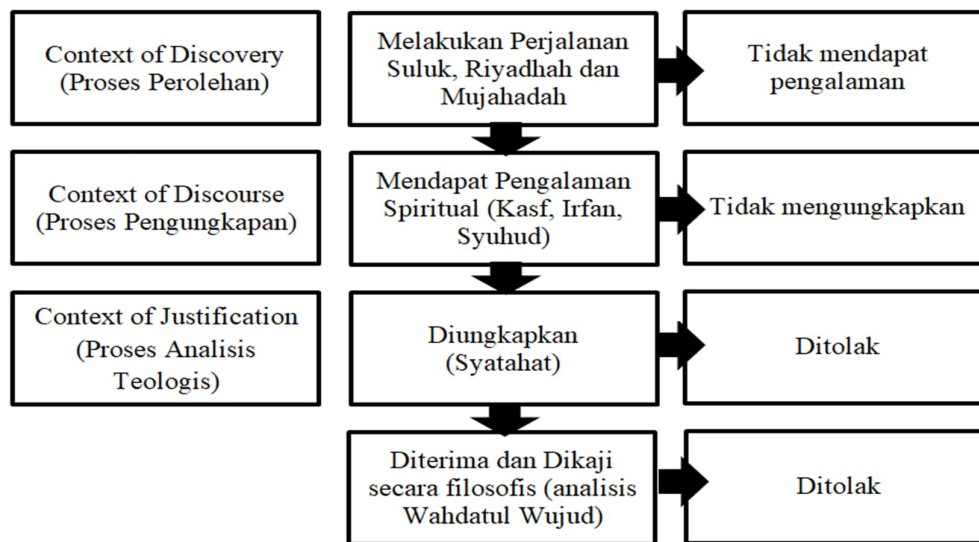 Context of Discovery
(Proses Perolehan)
Melakukan Perjalanan
Suluk, Riyadhah dan
Mujahadah
Tidak mendapat
pengalaman
Context of Discourse
(Proses Pengungkapan)
Mendapat Pengalaman
Spiritual (Kasf, Irfan,
Syuhud)
Tidak mengungkapkan
Context of Justification
(Proses Analisis
Teologis)
Diungkapkan
(Syatahat)
Ditolak
Diterima dan Dikaji
secara filosofis (analisis
Wahdatul Wujud)
Ditolak